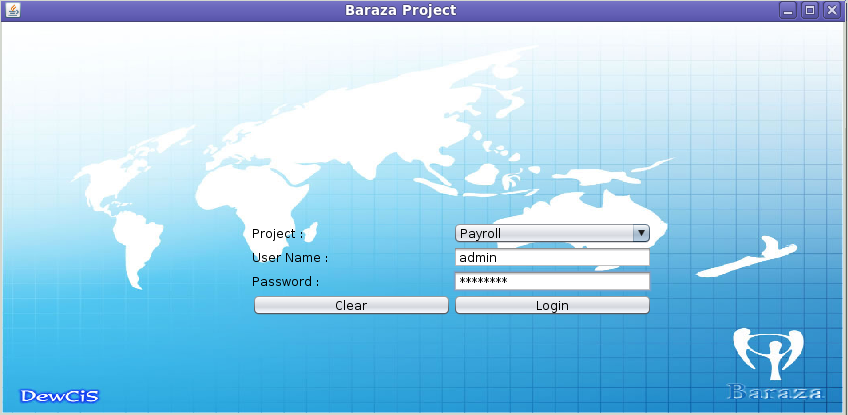 Baraza Project
Project :
Payroll
User Name :
admin
Password :
********
Clear
Login
DewCiS
Baraza